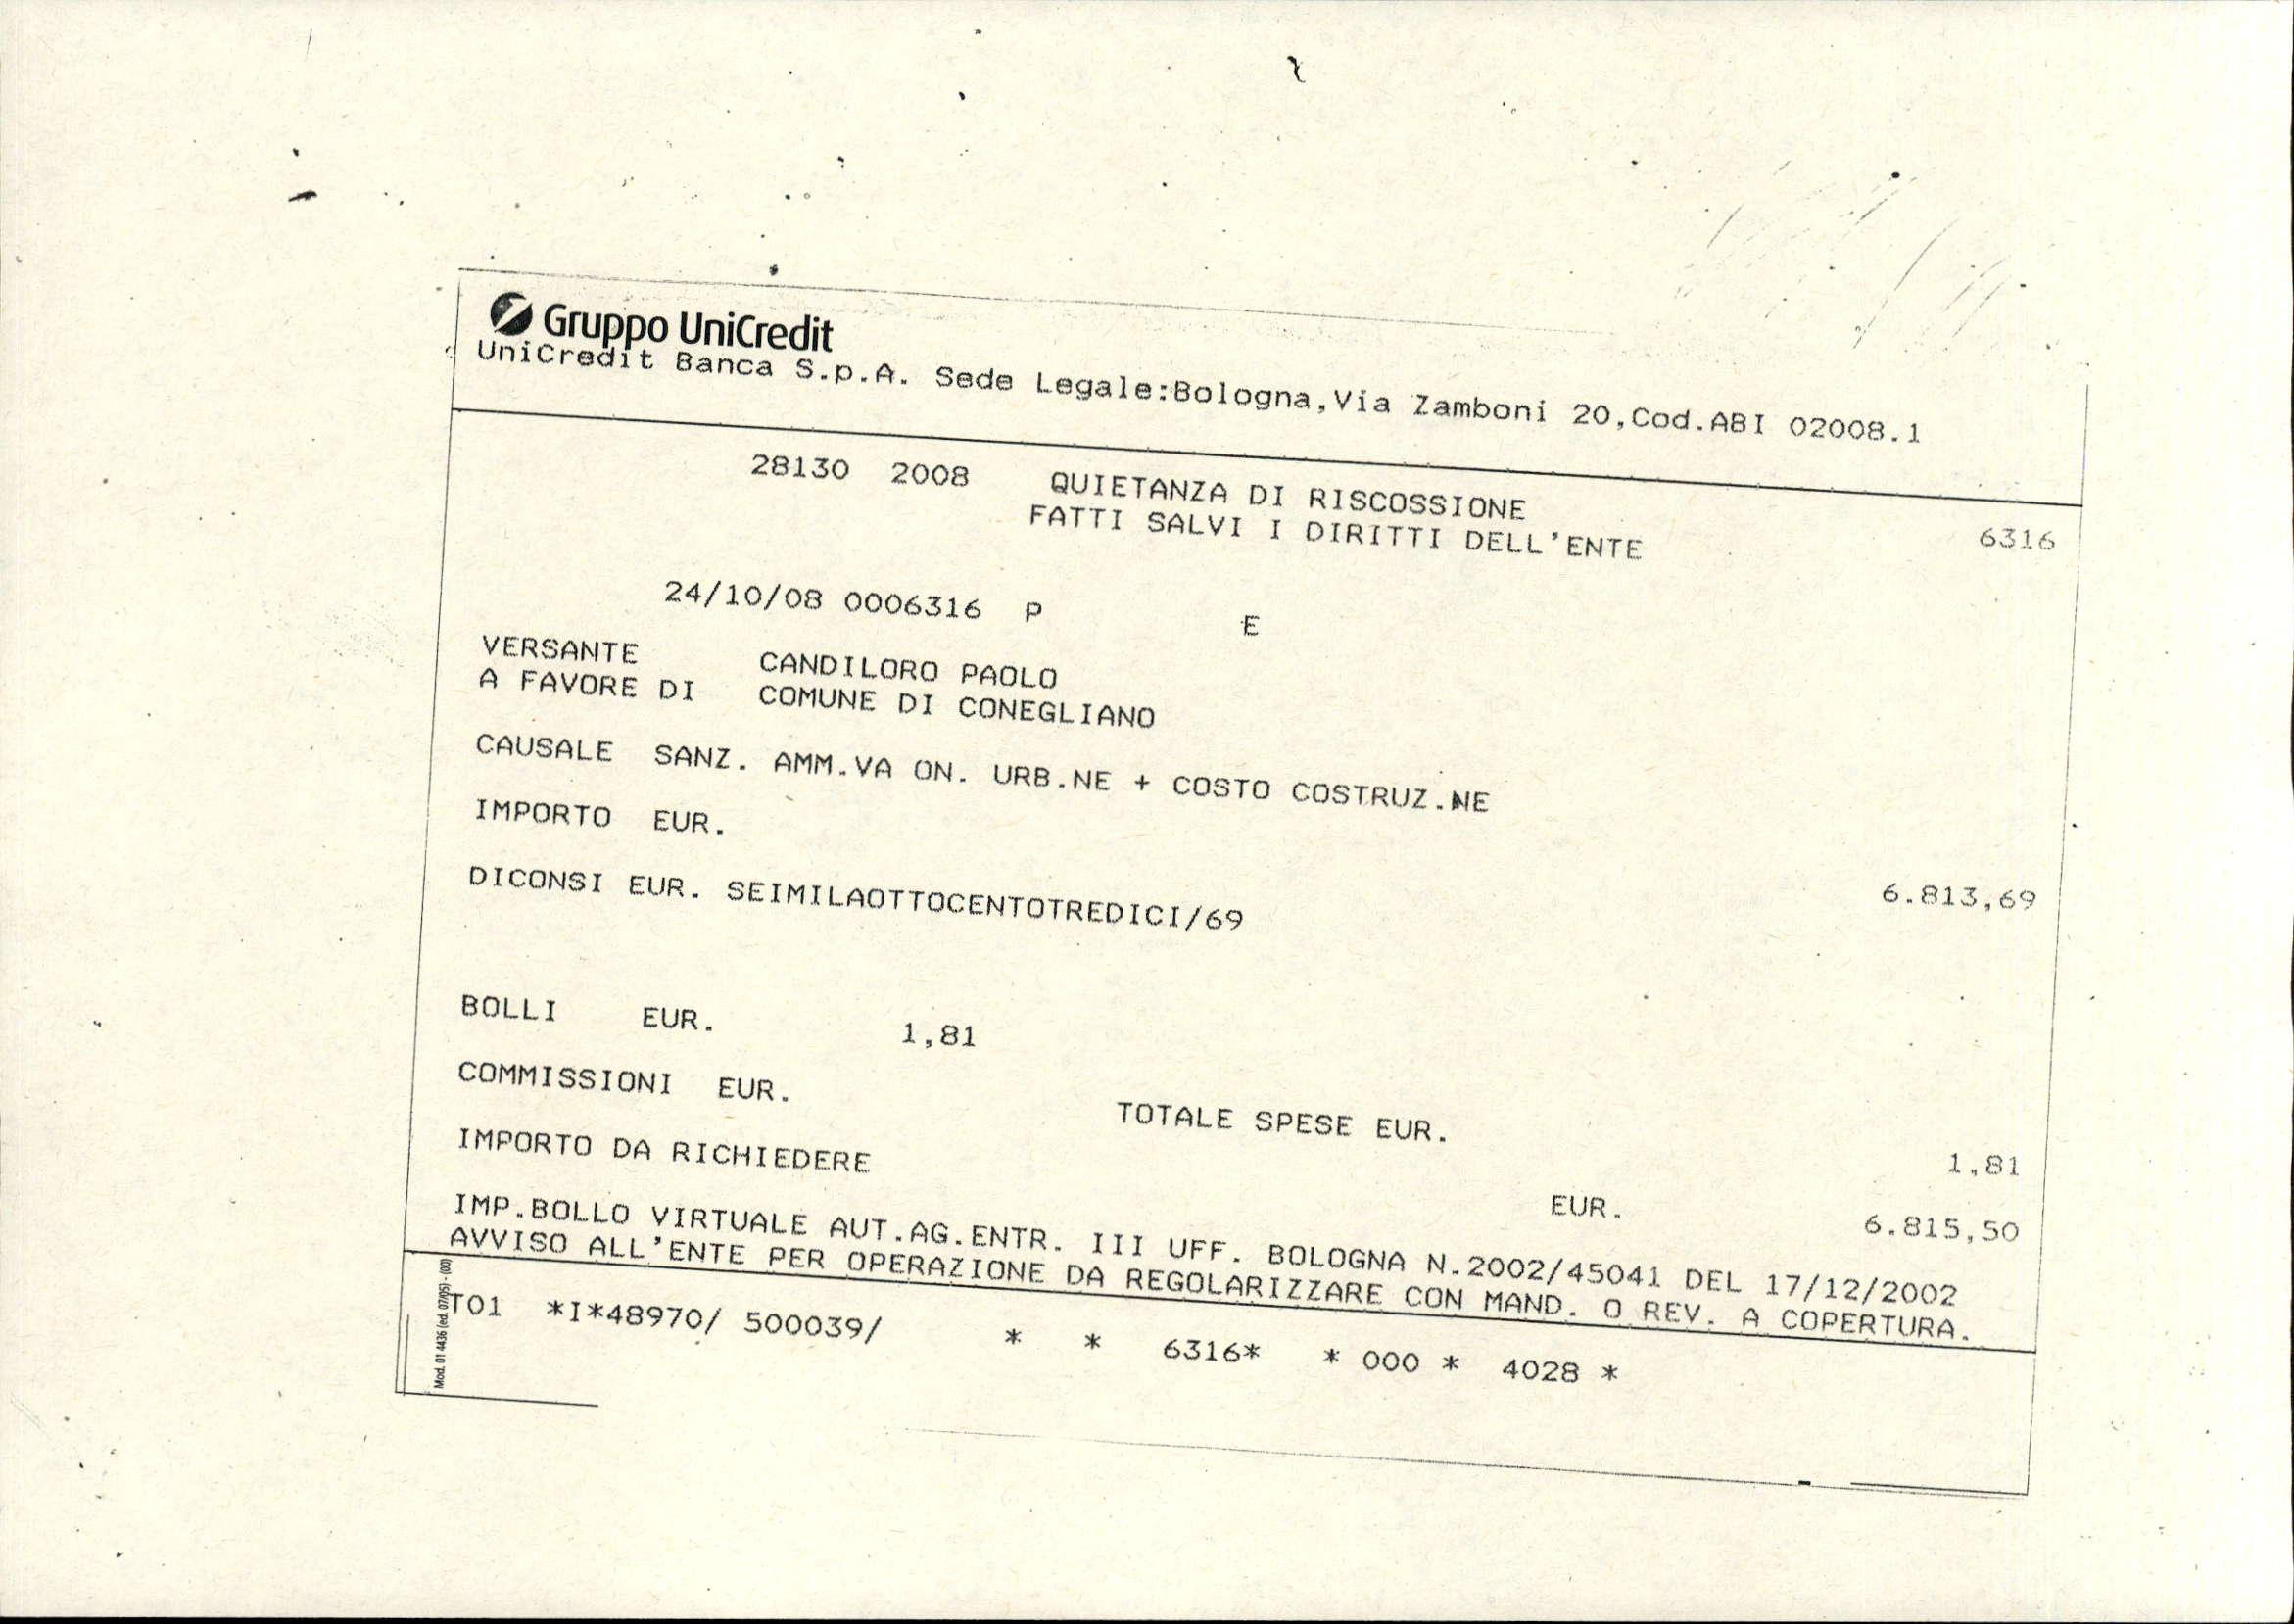 Gruppo UniCredit
UniCredit Banca S.p.A. Sede Legale:Bologna,Via Zamboni 20,Cod.ABI 02008.1
28130 2008 QUIETANZA DI RISCOSSIONE
FATTI SALVI I DIRITTI DELL'ENTE 6316
24/10/08 0006316 P E
VERSANTE CANDILORO PAOLO
A FAVORE DI COMUNE DI CONEGLIANO
CAUSALE SANZ. AMM.VA ON. URB.NE + COSTO COSTRUZ.NE
IMPORTO EUR. 6.813,69
DICONSI EUR. SEIMILAOTTOCENTOTREDICI/69
BOLLI EUR. 1,81
COMMISSIONI EUR. TOTALE SPESE EUR. 1,81
IMPORTO DA RICHIEDERE EUR. 6.815,50
IMP.BOLLO VIRTUALE AUT.AG.ENTR. III UFF. BOLOGNA N.2002/45041 DEL 17/12/2002
AVVISO ALL'ENTE PER OPERAZIONE DA REGOLARIZZARE CON MAND. O REV. A COPERTURA.
T01 *I*48970/ 500039/ * * 6316* * 000 * 4028 *
Mod. 01 4436 (ed. 07/05) - (00)